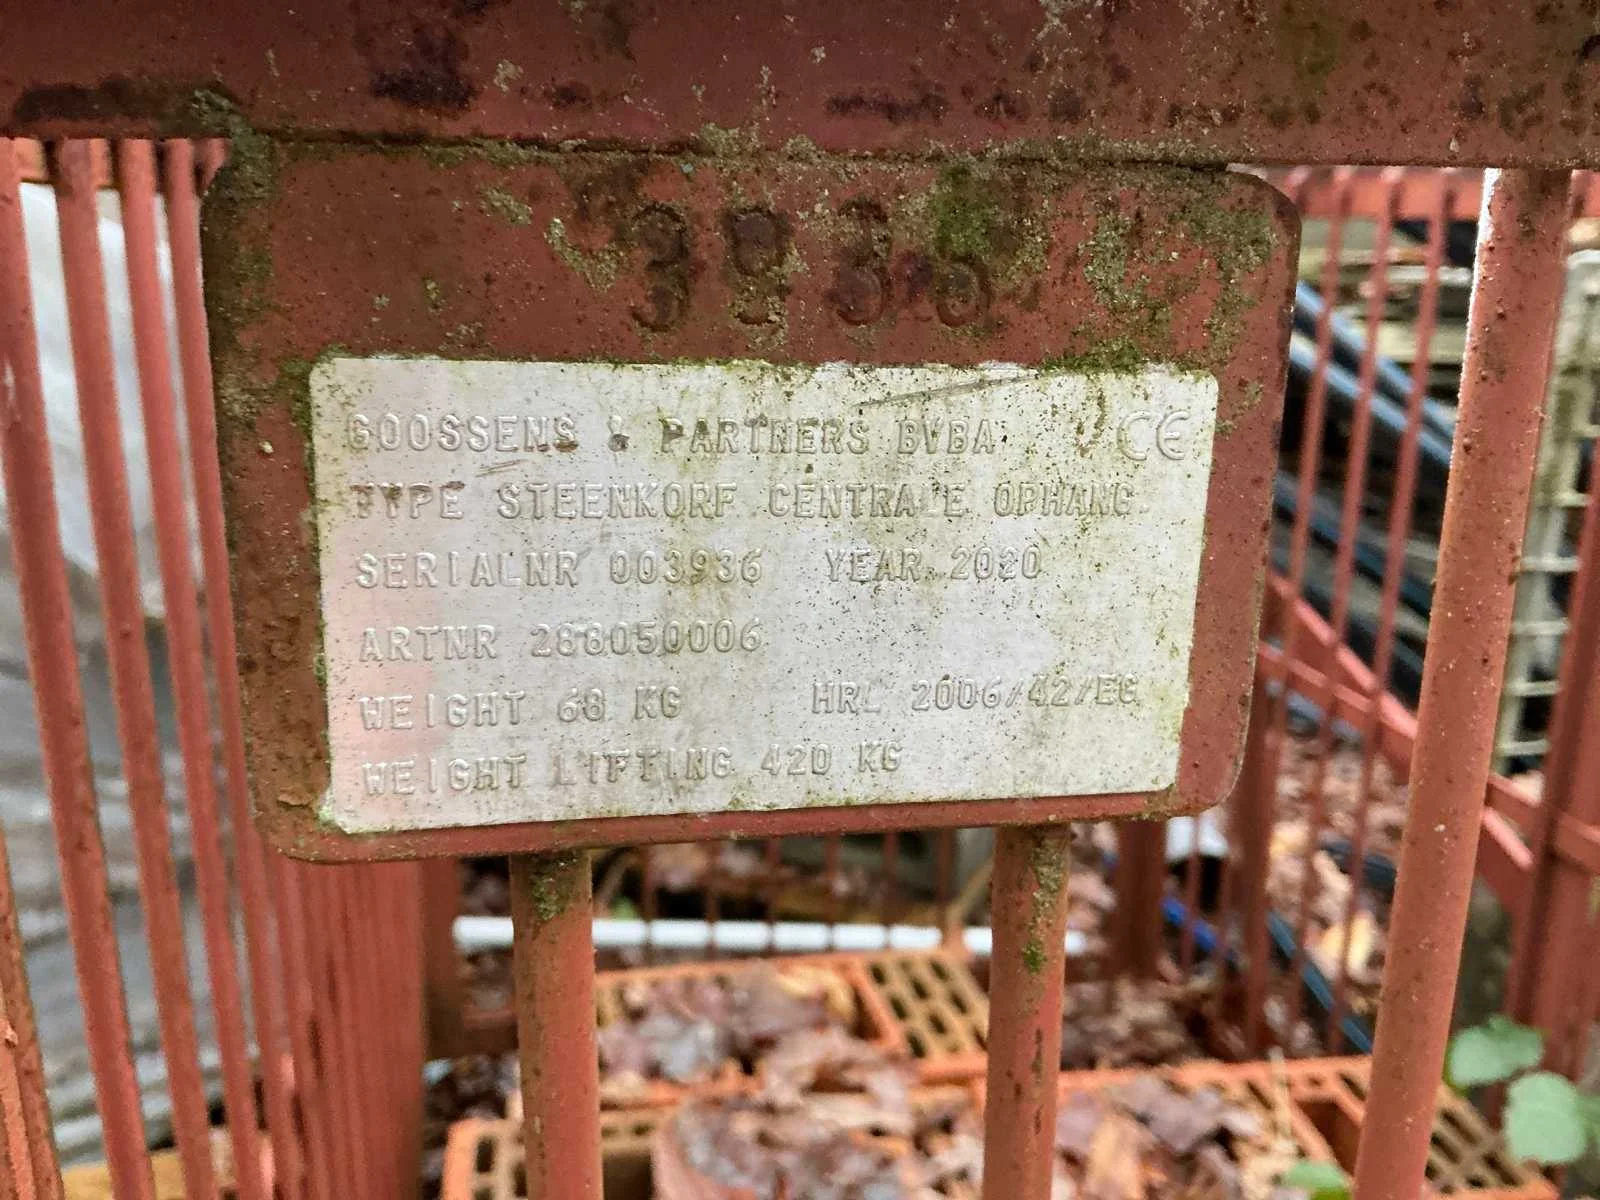 3936
GOOSSENS & PARTNERS BVBA CE
TYPE STEENKORF CENTRALE OPHANG.
SERIALNR 003936 YEAR 2020
ARTNR 288050006
WEIGHT 68 KG HRL 2006/42/EG
WEIGHT LIFTING 420 KG